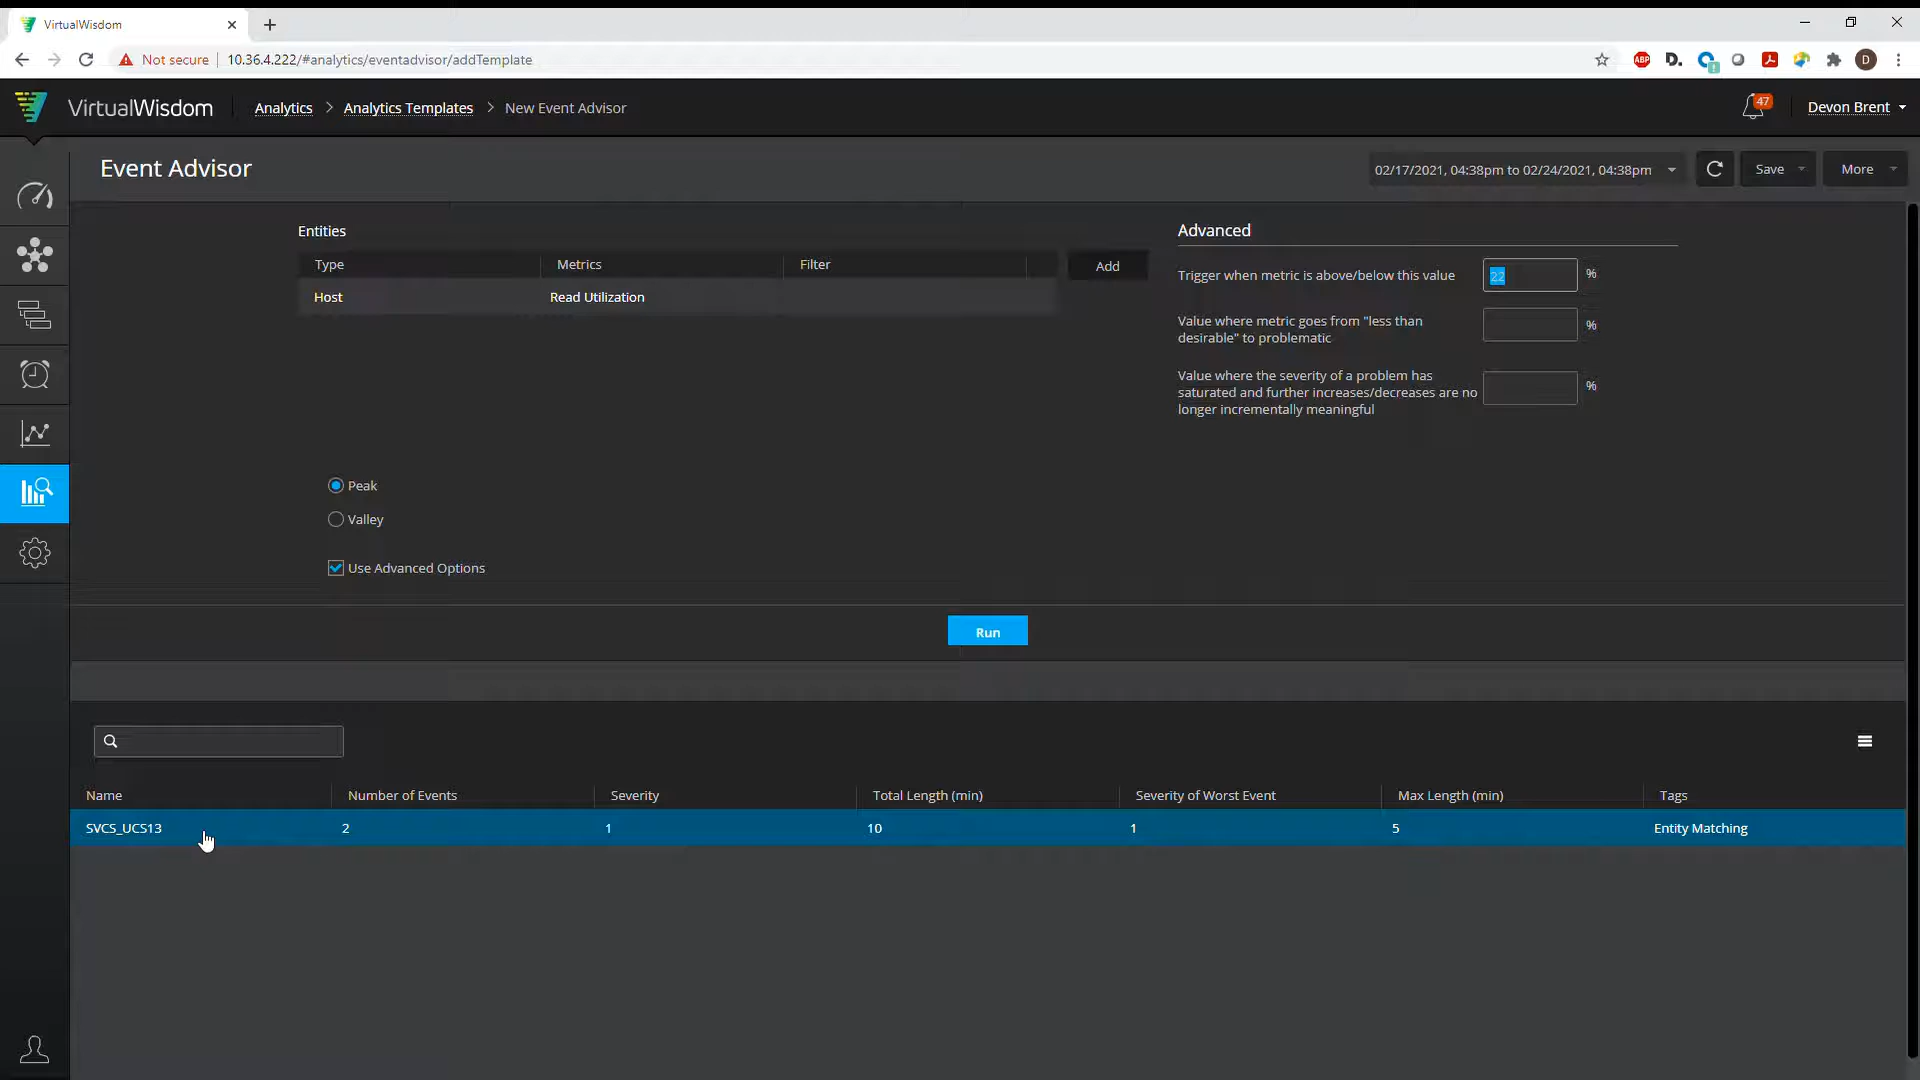 VirtualWisdom
Not secure
10.36.4.222/#analytics/eventadvisor/addTemplate
ABP
D.
D
VirtualWisdom
Analytics > Analytics Templates > New Event Advisor
47
Devon Brent
Event Advisor
02/17/2021, 04:38pm to 02/24/2021, 04:38pm
Save
More
Entities
Type Metrics Filter
Add
Host Read Utilization
Advanced
Trigger when metric is above/below this value 22 %
Value where metric goes from "less than
desirable" to problematic
%
Value where the severity of a problem has
saturated and further increases/decreases are no
longer incrementally meaningful
%
Peak
Valley
Use Advanced Options
Run
Name Number of Events Severity Total Length (min) Severity of Worst Event Max Length (min) Tags
SVCS_UCS13 2 1 10 1 5 Entity Matching